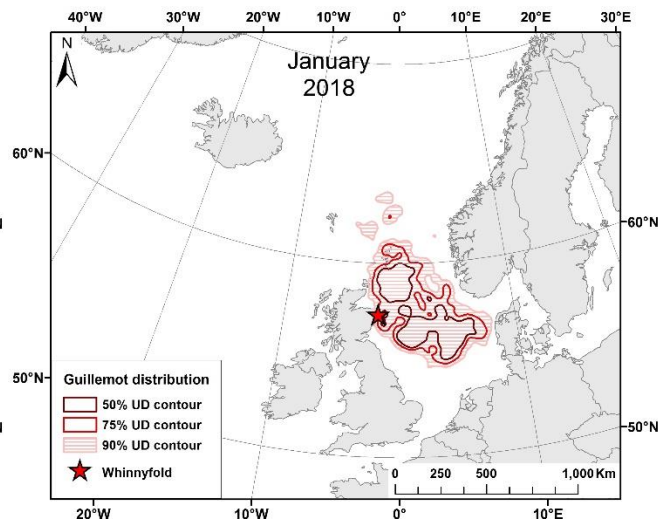 40°W 30°W 20°W 10°W 0° 10°E 20°E 30°E
N
January
2018
60°N
60°N
50°N
50°N
Guillemot distribution
50% UD contour
75% UD contour
90% UD contour
Whinnyfold
0 250 500 1,000 Km
20°W 10°W 0° 10°E